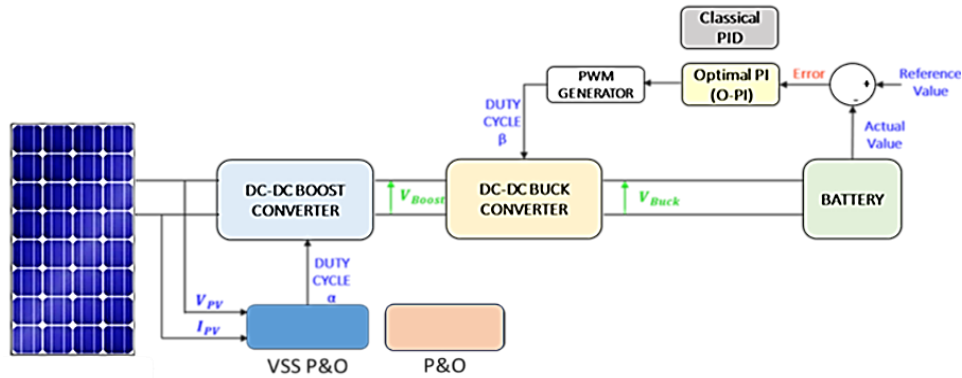 Classical
PID
PWM
GENERATOR
Optimal PI
(O-PI)
Error
+
-
Reference
Value
DUTY
CYCLE
β
Actual
Value
DC-DC BOOST
CONVERTER
V_Boost
DC-DC BUCK
CONVERTER
V_Buck
BATTERY
DUTY
CYCLE
α
V_PV
I_PV
VSS P&O
P&O